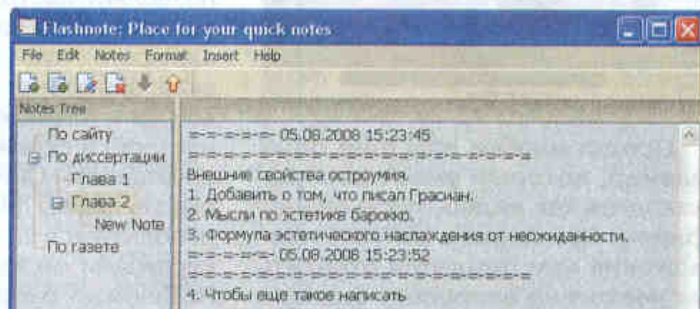 Flashnote: Place for your quick notes
File Edit Notes Format Insert Help
Notes Tree
По сайту
По диссертации
Глава 1
Глава 2
New Note
По газете
=-=-=-=-=- 05.08.2008 15:23:45
=-=-=-=-=-=-=-=-=-=-=-=-=-=-=-=-=-=
Внешние свойства остроумия.
1. Добавить о том, что писал Грасиан.
2. Мысли по эстетике барокко.
3. Формула эстетического наслаждения от неожиданности.
=-=-=-=-=- 05.08.2008 15:23:52
=-=-=-=-=-=-=-=-=-=-=-=-=-=-=-=-=-=
4. Чтобы еще такое написать